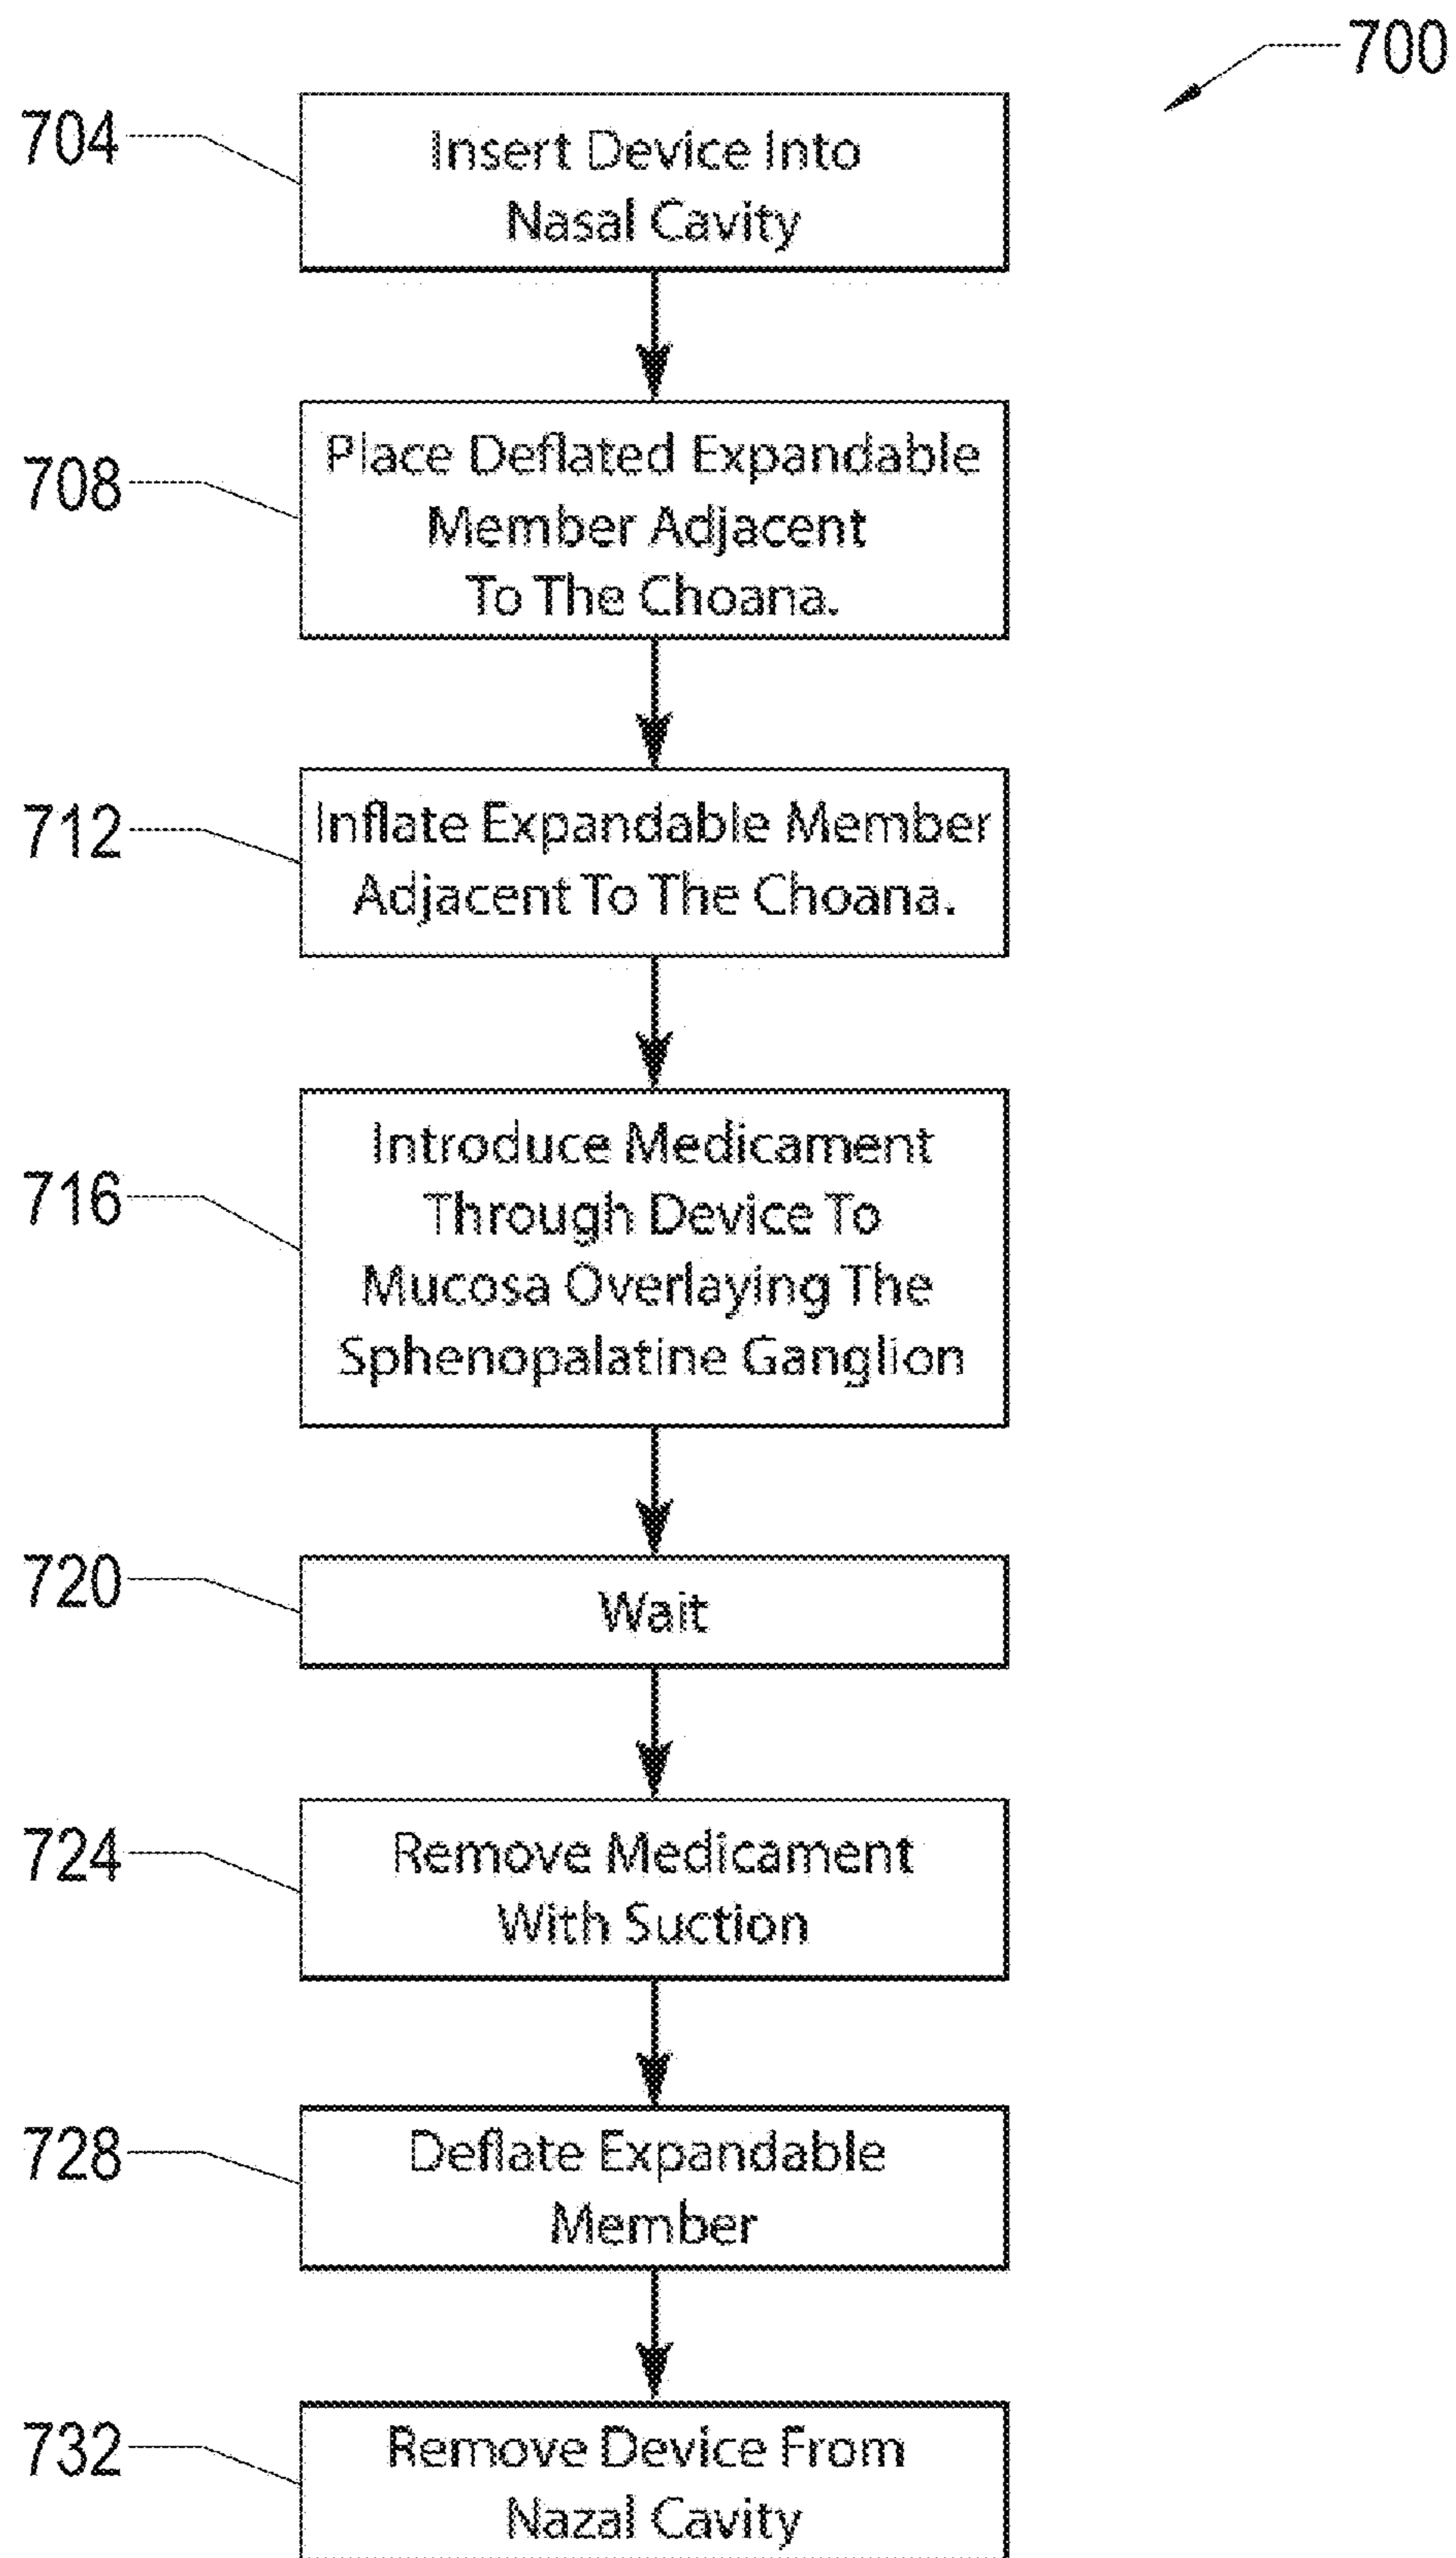 700
704
Insert Device Into
Nasal Cavity
708
Place Deflated Expandable
Member Adjacent
To The Choana.
712
Inflate Expandable Member
Adjacent To The Choana.
716
Introduce Medicament
Through Device To
Mucosa Overlaying The
Sphenopalatine Ganglion
720
Wait
724
Remove Medicament
With Suction
728
Deflate Expandable
Member
732
Remove Device From
Nazal Cavity